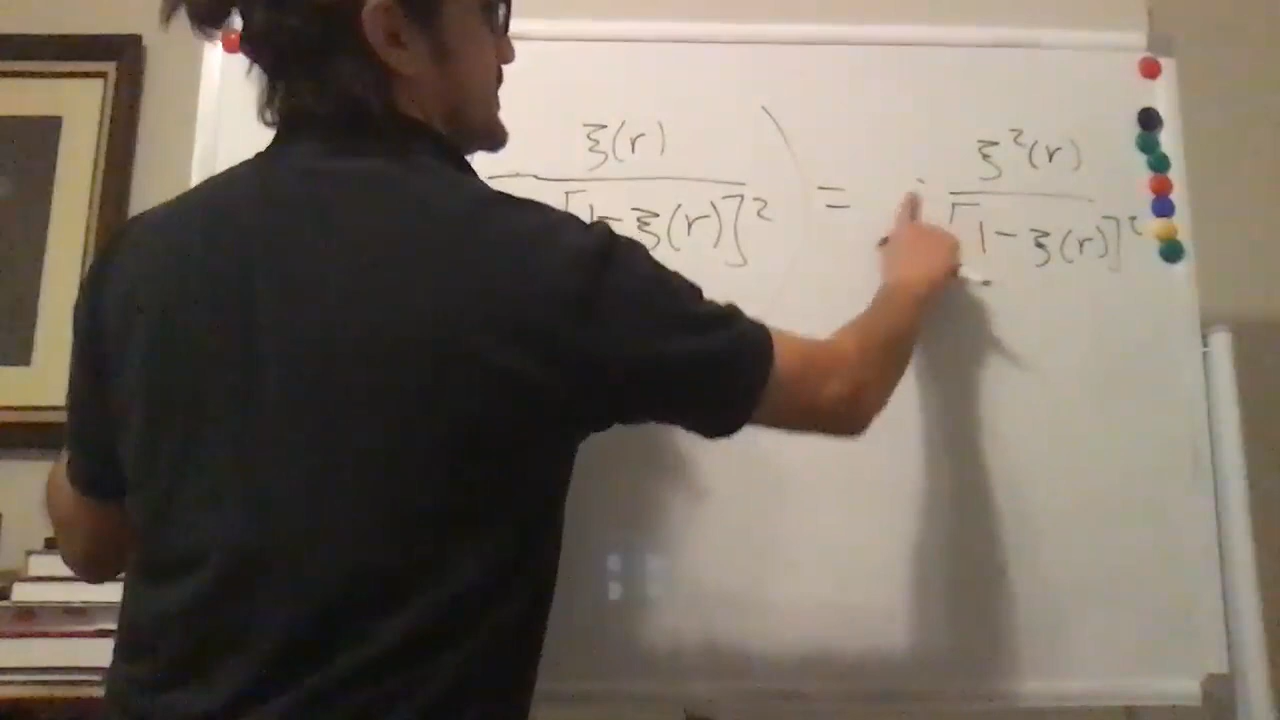 ξ(r) / [1-ξ(r)]² ) = ξ²(r) / [1-ξ(r)]²